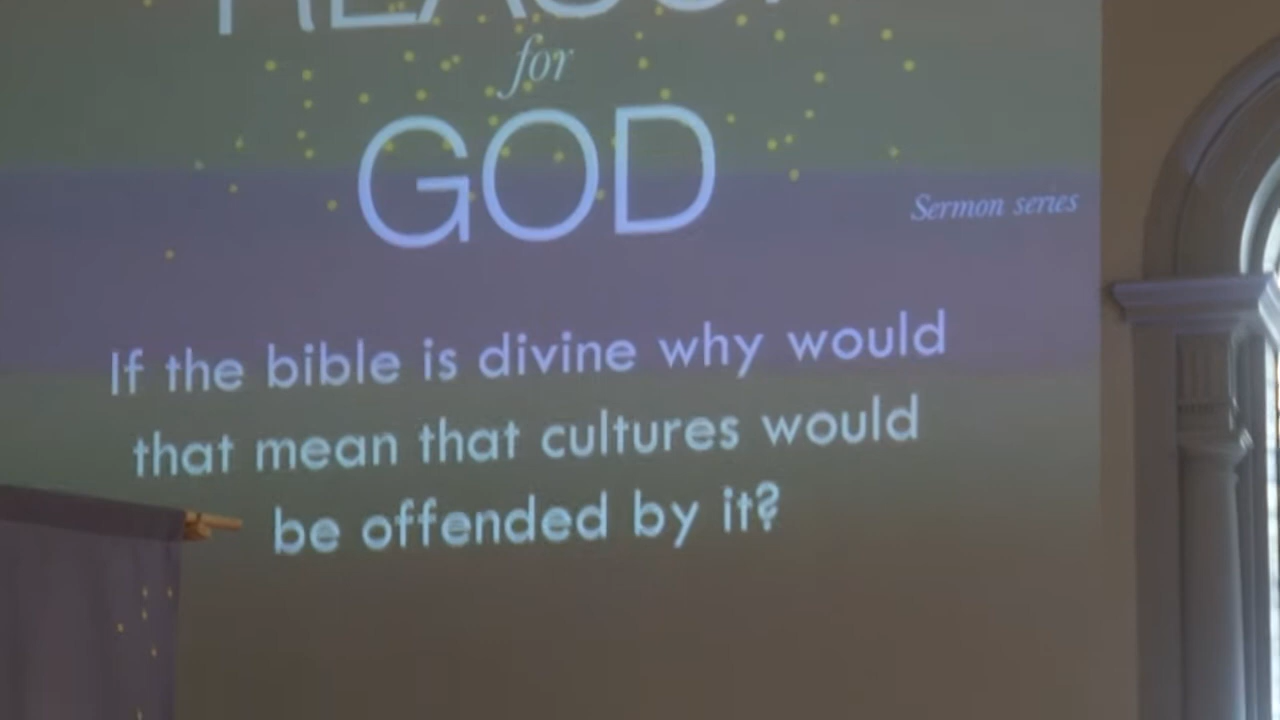 for
GOD
Sermon series
If the bible is divine why would
that mean that cultures would
be offended by it?